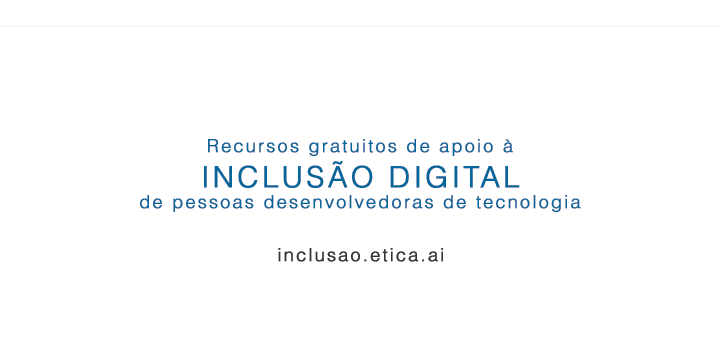 Recursos gratuitos de apoio à
INCLUSÃO DIGITAL
de pessoas desenvolvedoras de tecnologia
inclusao.etica.ai